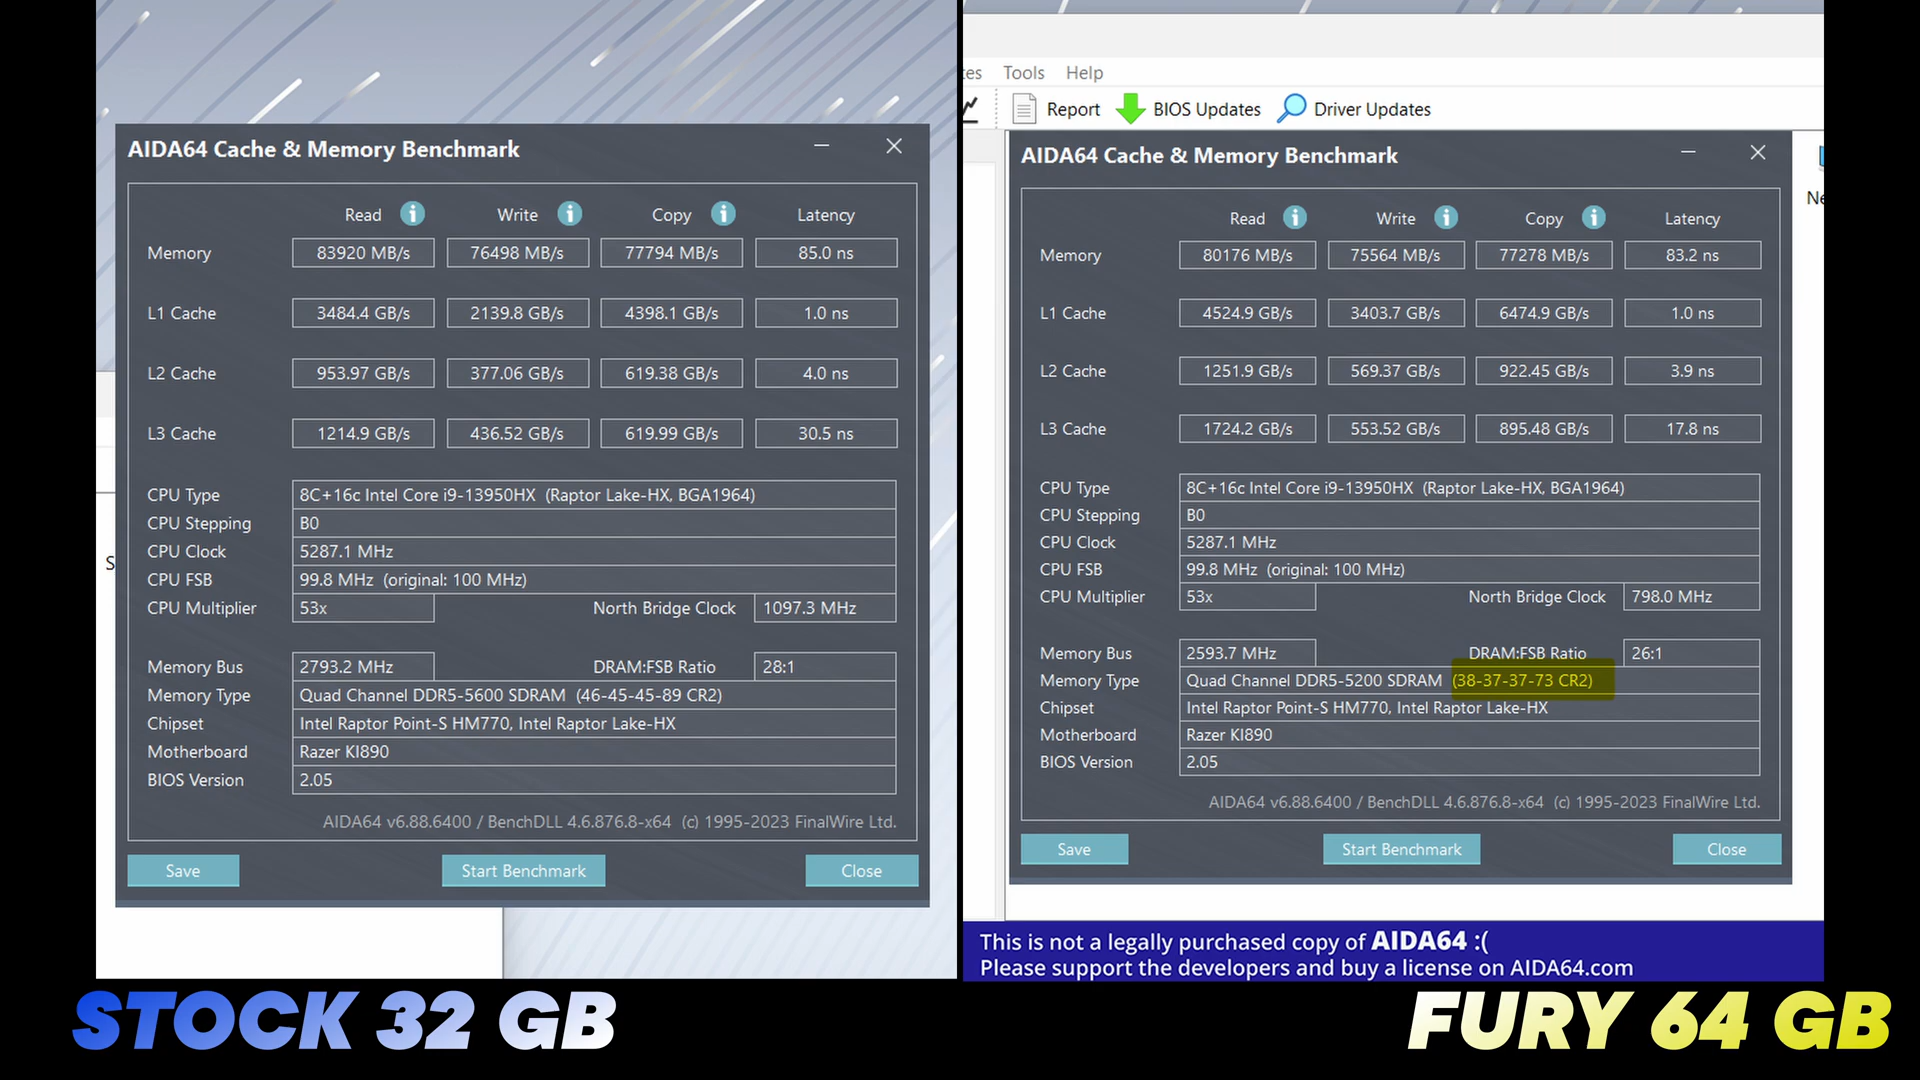 AIDA64 Cache & Memory Benchmark
Read Write Copy Latency
Memory 83920 MB/s 76498 MB/s 77794 MB/s 85.0 ns
L1 Cache 3484.4 GB/s 2139.8 GB/s 4398.1 GB/s 1.0 ns
L2 Cache 953.97 GB/s 377.06 GB/s 619.38 GB/s 4.0 ns
L3 Cache 1214.9 GB/s 436.52 GB/s 619.99 GB/s 30.5 ns
CPU Type 8C+16c Intel Core i9-13950HX (Raptor Lake-HX, BGA1964)
CPU Stepping B0
CPU Clock 5287.1 MHz
CPU FSB 99.8 MHz (original: 100 MHz)
CPU Multiplier 53x North Bridge Clock 1097.3 MHz
Memory Bus 2793.2 MHz DRAM:FSB Ratio 28:1
Memory Type Quad Channel DDR5-5600 SDRAM (46-45-45-89 CR2)
Chipset Intel Raptor Point-S HM770, Intel Raptor Lake-HX
Motherboard Razer KI890
BIOS Version 2.05
AIDA64 v6.88.6400 / BenchDLL 4.6.876.8-x64 (c) 1995-2023 FinalWire Ltd.
Save Start Benchmark Close
S
STOCK 32 GB
tes Tools Help
Report BIOS Updates Driver Updates
AIDA64 Cache & Memory Benchmark
Ne
Read Write Copy Latency
Memory 80176 MB/s 75564 MB/s 77278 MB/s 83.2 ns
L1 Cache 4524.9 GB/s 3403.7 GB/s 6474.9 GB/s 1.0 ns
L2 Cache 1251.9 GB/s 569.37 GB/s 922.45 GB/s 3.9 ns
L3 Cache 1724.2 GB/s 553.52 GB/s 895.48 GB/s 17.8 ns
CPU Type 8C+16c Intel Core i9-13950HX (Raptor Lake-HX, BGA1964)
CPU Stepping B0
CPU Clock 5287.1 MHz
CPU FSB 99.8 MHz (original: 100 MHz)
CPU Multiplier 53x North Bridge Clock 798.0 MHz
Memory Bus 2593.7 MHz DRAM:FSB Ratio 26:1
Memory Type Quad Channel DDR5-5200 SDRAM (38-37-37-73 CR2)
Chipset Intel Raptor Point-S HM770, Intel Raptor Lake-HX
Motherboard Razer KI890
BIOS Version 2.05
AIDA64 v6.88.6400 / BenchDLL 4.6.876.8-x64 (c) 1995-2023 FinalWire Ltd.
Save Start Benchmark Close
This is not a legally purchased copy of AIDA64 :(
Please support the developers and buy a license on AIDA64.com
FURY 64 GB